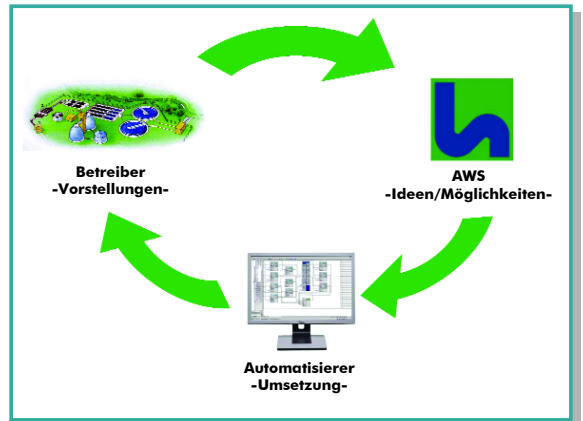 Betreiber
-Vorstellungen-
AWS
-Ideen/Möglichkeiten-
Automatisierer
-Umsetzung-